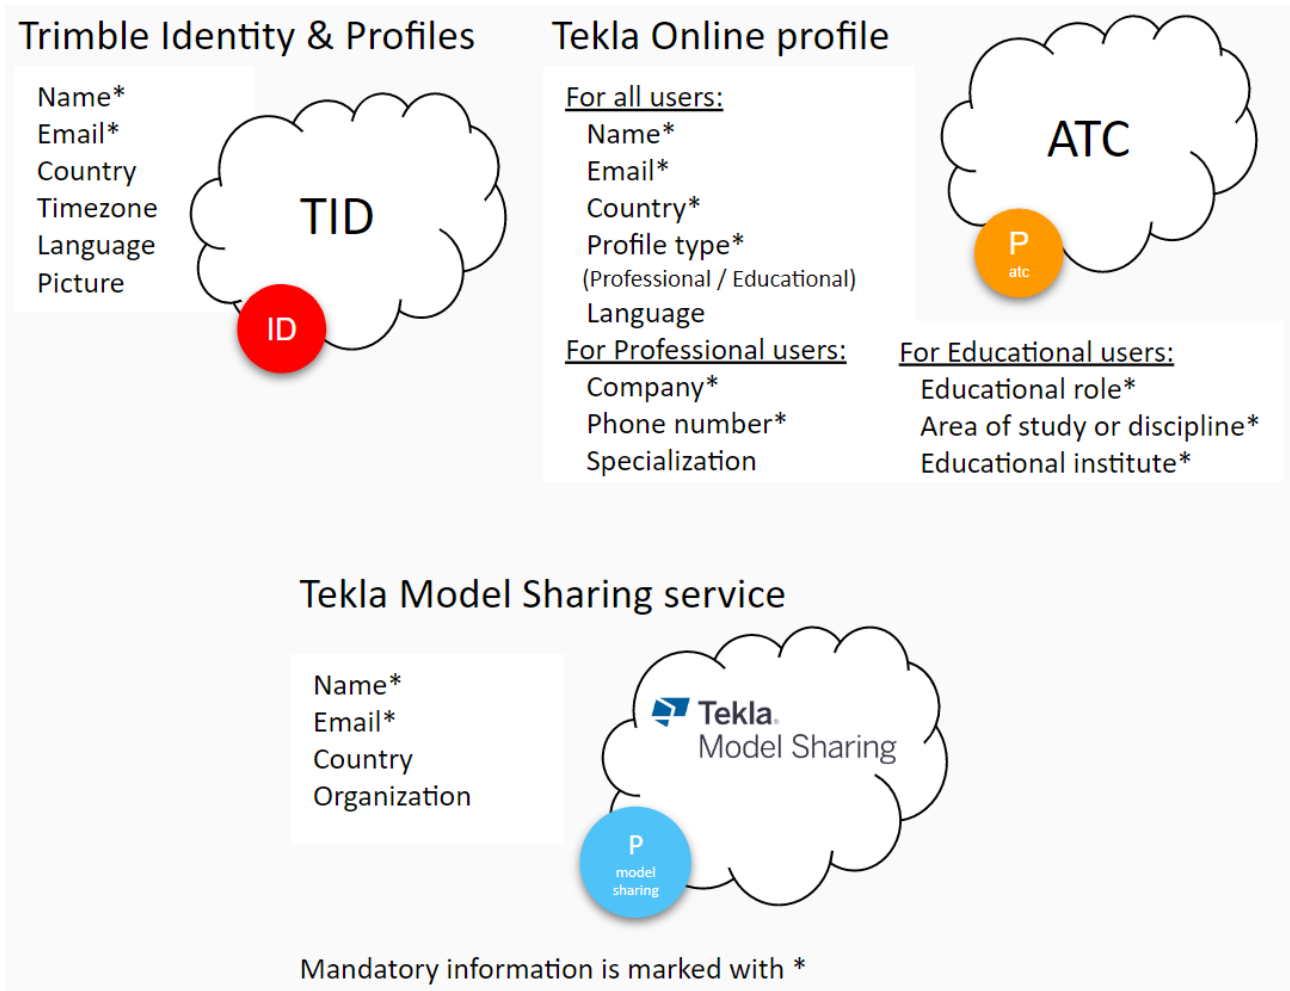 Trimble Identity & Profiles
Name*
Email*
Country
Timezone
Language
Picture
TID
ID
Tekla Online profile
For all users:
Name*
Email*
Country*
Profile type*
(Professional / Educational)
Language
For Professional users:
Company*
Phone number*
Specialization
ATC
P
atc
For Educational users:
Educational role*
Area of study or discipline*
Educational institute*
Tekla Model Sharing service
Name*
Email*
Country
Organization
Tekla®
Model Sharing
P
model
sharing
Mandatory information is marked with *